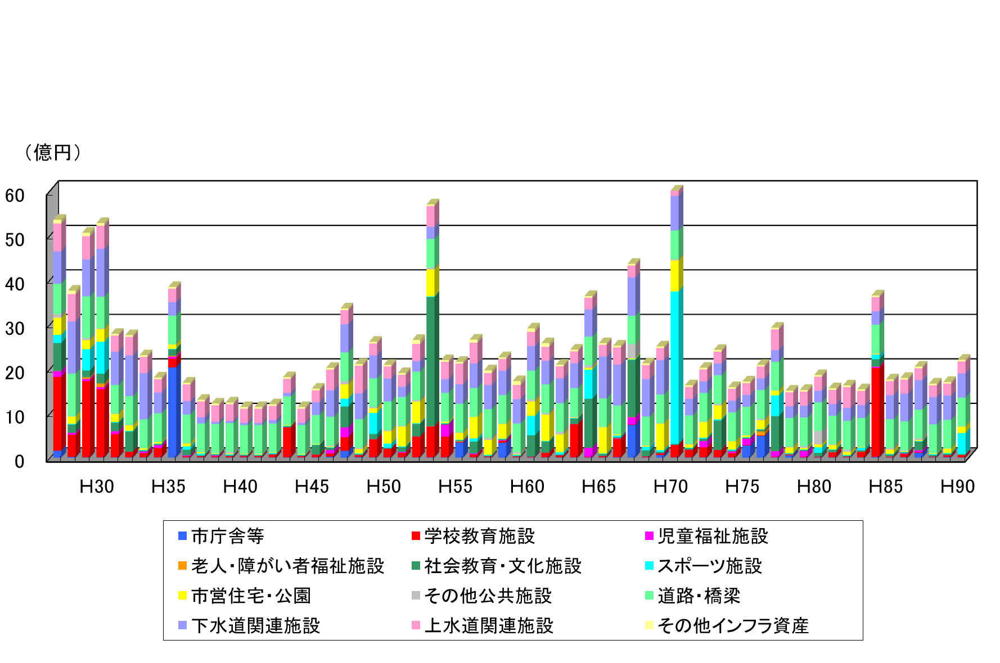 （億円）
60
50
40
30
20
10
0
H30 H35 H40 H45 H50 H55 H60 H65 H70 H75 H80 H85 H90
市庁舎等 学校教育施設 児童福祉施設
老人・障がい者福祉施設 社会教育・文化施設 スポーツ施設
市営住宅・公園 その他公共施設 道路・橋梁
下水道関連施設 上水道関連施設 その他インフラ資産